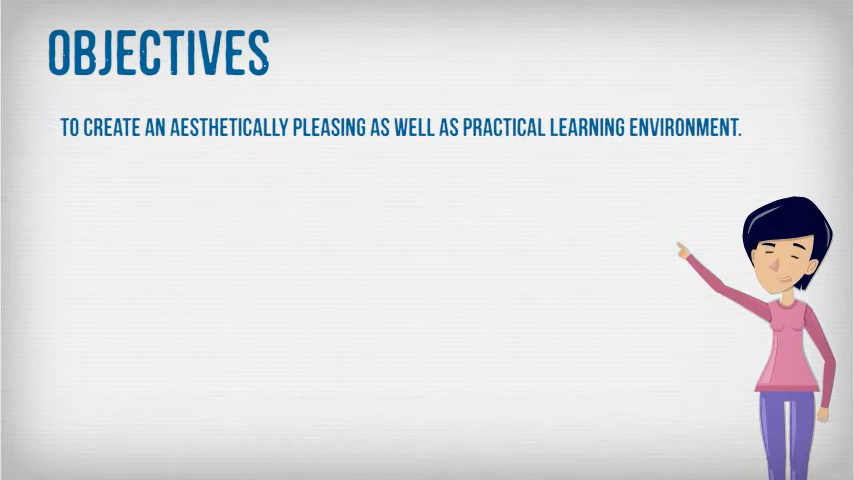 OBJECTIVES
TO CREATE AN AESTHETICALLY PLEASING AS WELL AS PRACTICAL LEARNING ENVIRONMENT.